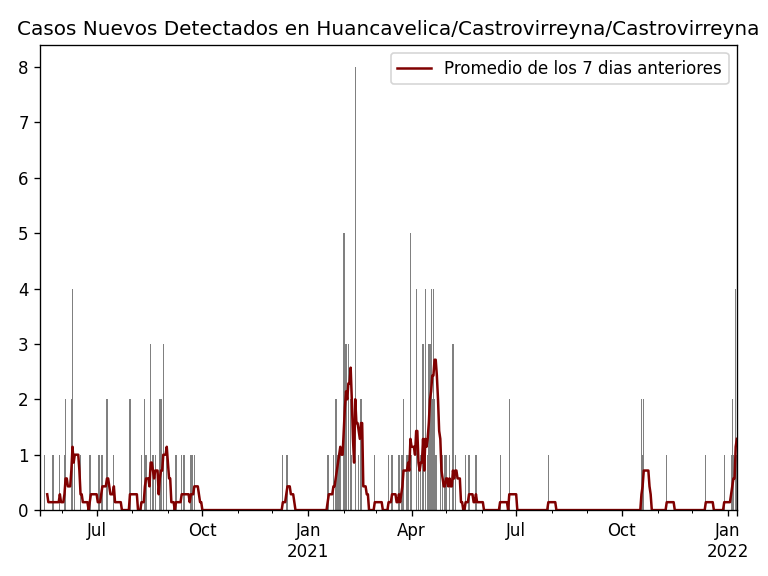 Casos Nuevos Detectados en Huancavelica/Castrovirreyna/Castrovirreyna
Promedio de los 7 dias anteriores
8
7
6
5
4
3
2
1
0
Jul
Oct
Jan
2021
Apr
Jul
Oct
Jan
2022